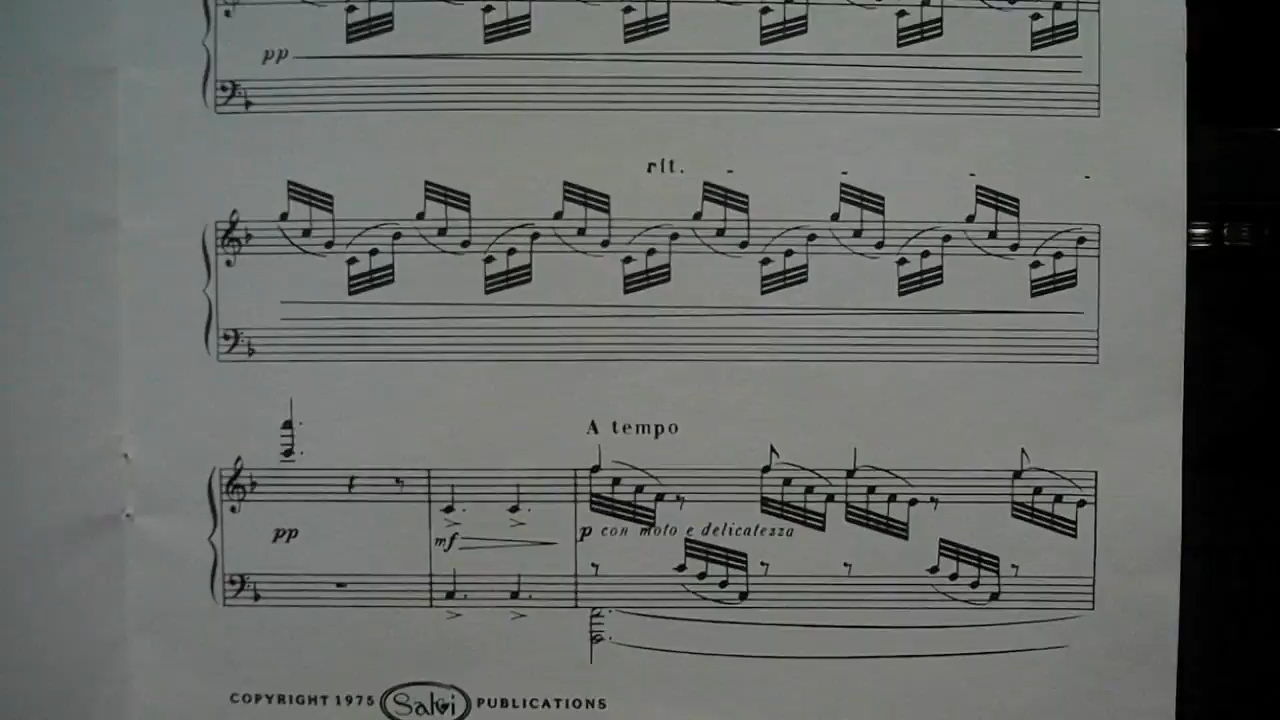 pp
rit. - - - -
A tempo
pp mf p con moto e delicatezza
COPYRIGHT 1975 Salvi PUBLICATIONS